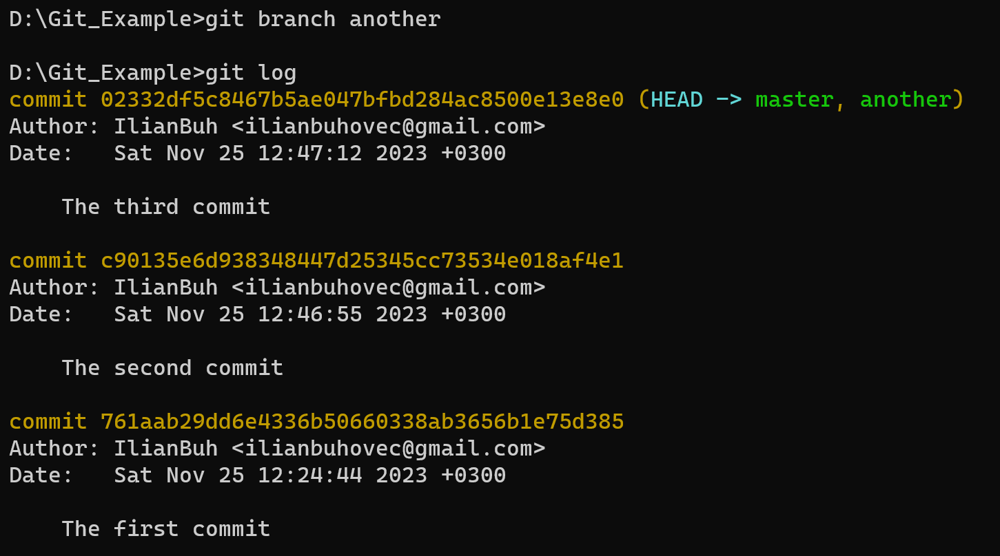 D:\Git_Example>git branch another
D:\Git_Example>git log
commit 02332df5c8467b5ae047bfbd284ac8500e13e8e0 (HEAD -> master, another)
Author: IlianBuh <ilianbuhovec@gmail.com>
Date:   Sat Nov 25 12:47:12 2023 +0300
    The third commit
commit c90135e6d938348447d25345cc73534e018af4e1
Author: IlianBuh <ilianbuhovec@gmail.com>
Date:   Sat Nov 25 12:46:55 2023 +0300
    The second commit
commit 761aab29dd6e4336b50660338ab3656b1e75d385
Author: IlianBuh <ilianbuhovec@gmail.com>
Date:   Sat Nov 25 12:24:44 2023 +0300
    The first commit